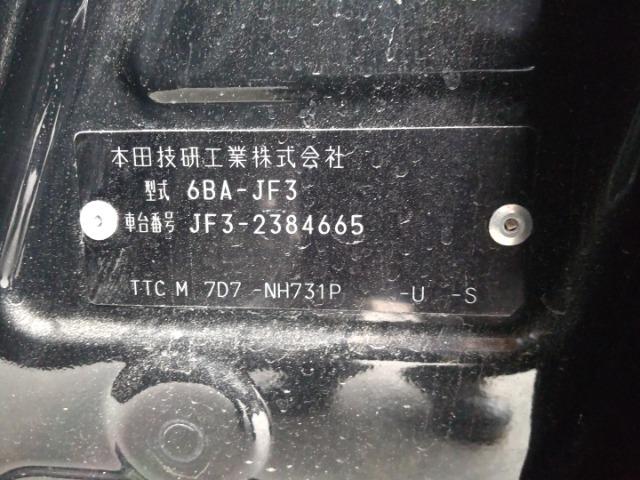 本田技研工業株式会社
型式 6BA-JF3
車台番号 JF3-2384665
TTC M 7D7 -NH731P -U -S